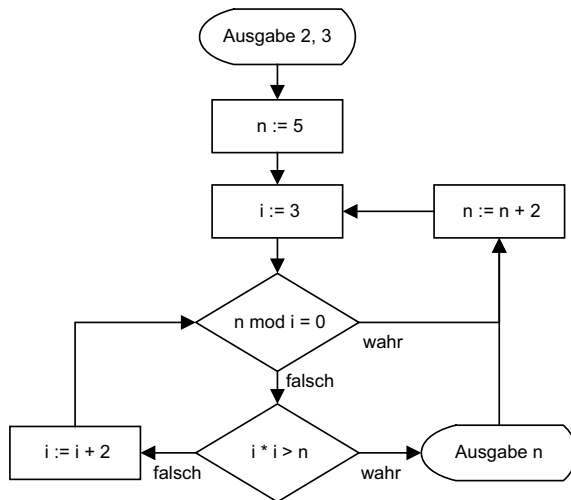 Ausgabe 2, 3
n := 5
i := 3
n := n + 2
n mod i = 0
wahr
falsch
i := i + 2
falsch
i * i > n
wahr
Ausgabe n